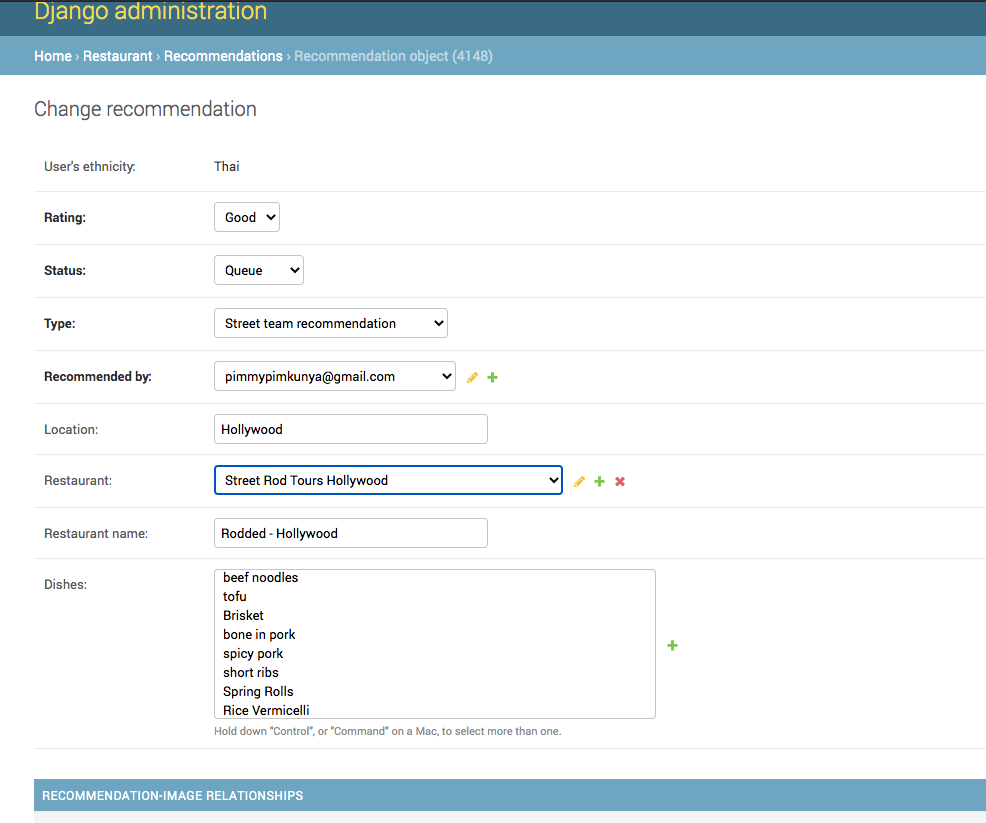 Django administration
Home › Restaurant › Recommendations › Recommendation object (4148)
Change recommendation
User's ethnicity: Thai
Rating: Good
Status: Queue
Type: Street team recommendation
Recommended by: pimmypimkunya@gmail.com
Location: Hollywood
Restaurant: Street Rod Tours Hollywood
Restaurant name: Rodded - Hollywood
Dishes:
beef noodles
tofu
Brisket
bone in pork
spicy pork
short ribs
Spring Rolls
Rice Vermicelli
Hold down "Control", or "Command" on a Mac, to select more than one.
RECOMMENDATION-IMAGE RELATIONSHIPS